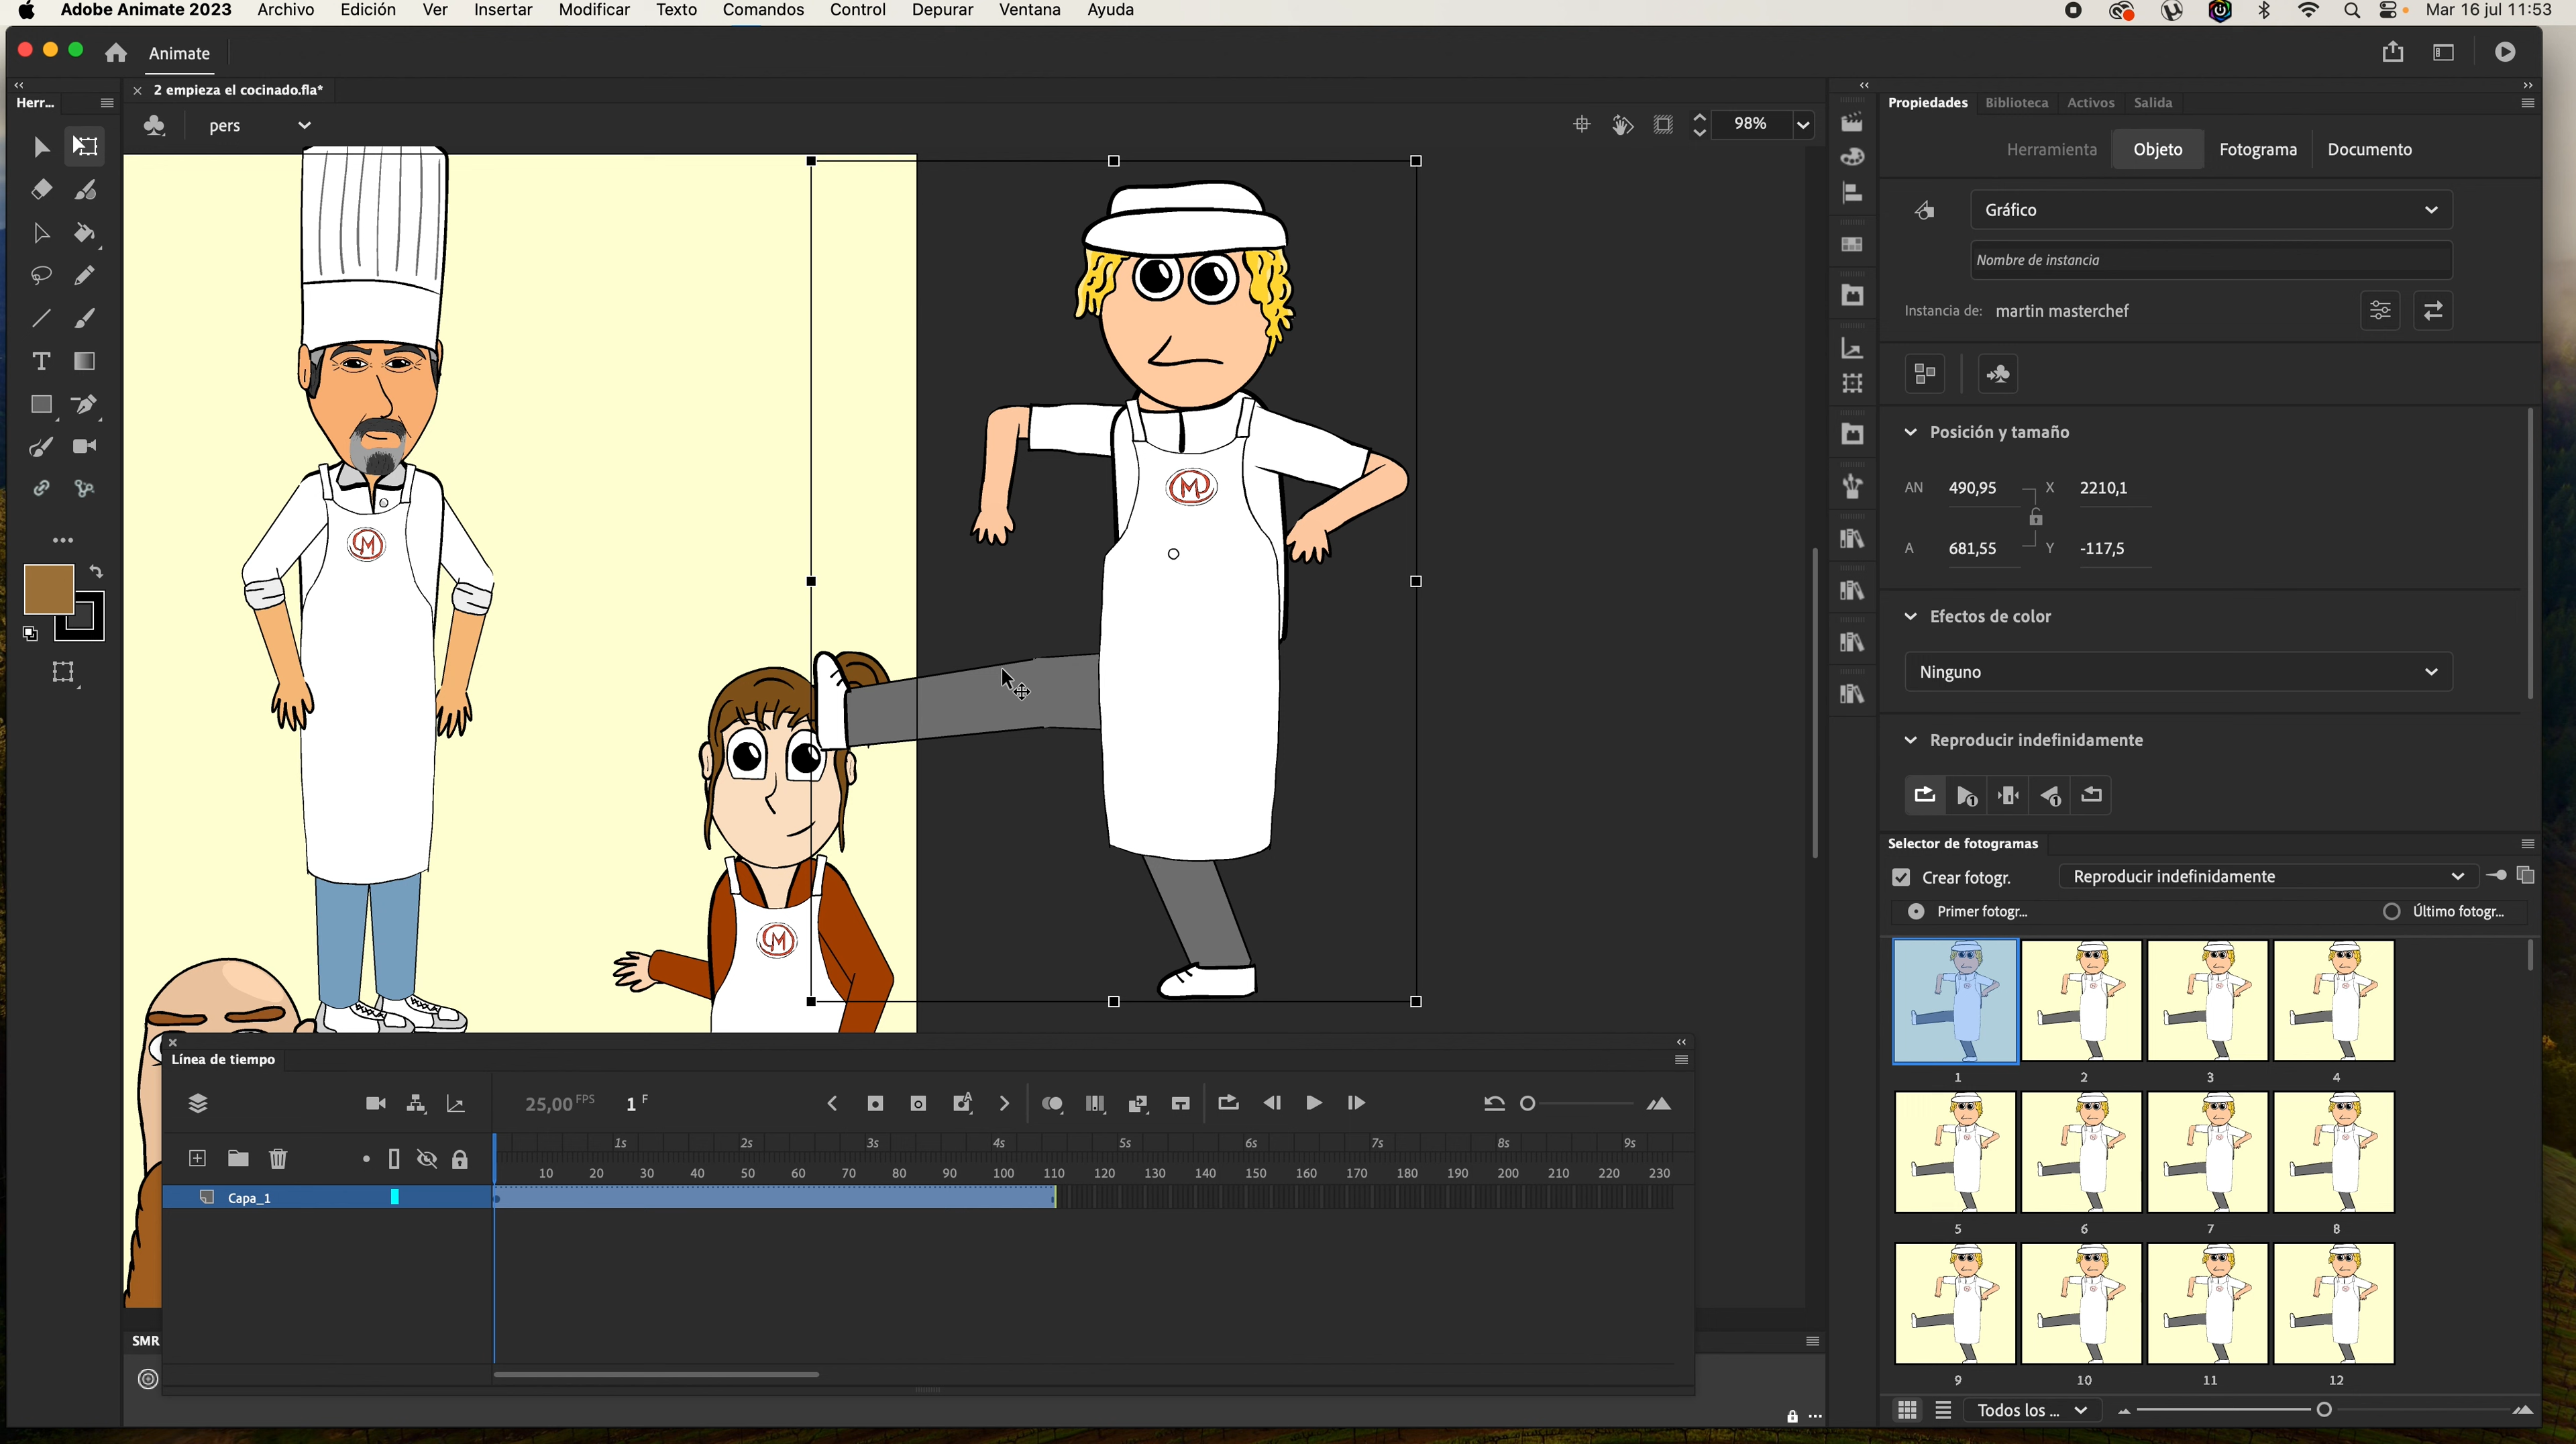 Adobe Animate 2023 Archivo Edición Ver Insertar Modificar Texto Comandos Control Depurar Ventana Ayuda Mar 16 jul 11:53
Animate
Herr...
2 empieza el cocinado.fla*
Propiedades Biblioteca Activos Salida
pers
98%
Herramienta Objeto Fotograma Documento
Gráfico
Nombre de instancia
Instancia de: martin masterchef
Posición y tamaño
AN 490,95 X 2210,1
A 681,55 Y -117,5
Efectos de color
Ninguno
Reproducir indefinidamente
Selector de fotogramas
Crear fotogr. Reproducir indefinidamente
Primer fotogr... Último fotogr...
1 2 3 4
5 6 7 8
9 10 11 12
Todos los ...
M
M
M
Línea de tiempo
25,00 FPS 1 F
1s 2s 3s 4s 5s 6s 7s 8s 9s
10 20 30 40 50 60 70 80 90 100 110 120 130 140 150 160 170 180 190 200 210 220 230
Capa_1
SMR